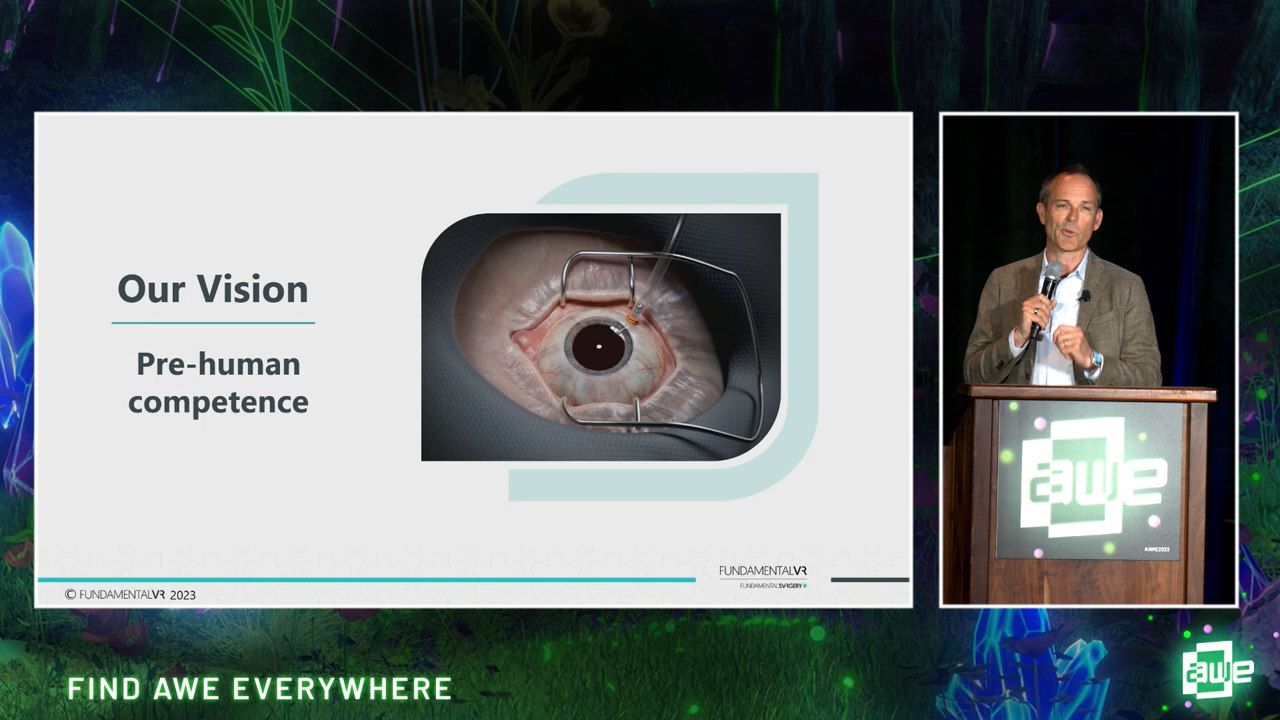 Our Vision
Pre-human
competence
FUNDAMENTALVR
FUNDAMENTALSURGERY+
© FUNDAMENTALVR 2023
awe
#AWE2023
FIND AWE EVERYWHERE
awe